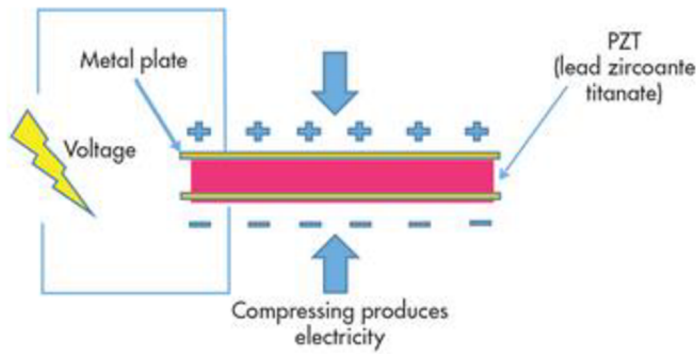 Metal plate
PZT
(lead zircoante
titanate)
Voltage
Compressing produces
electricity